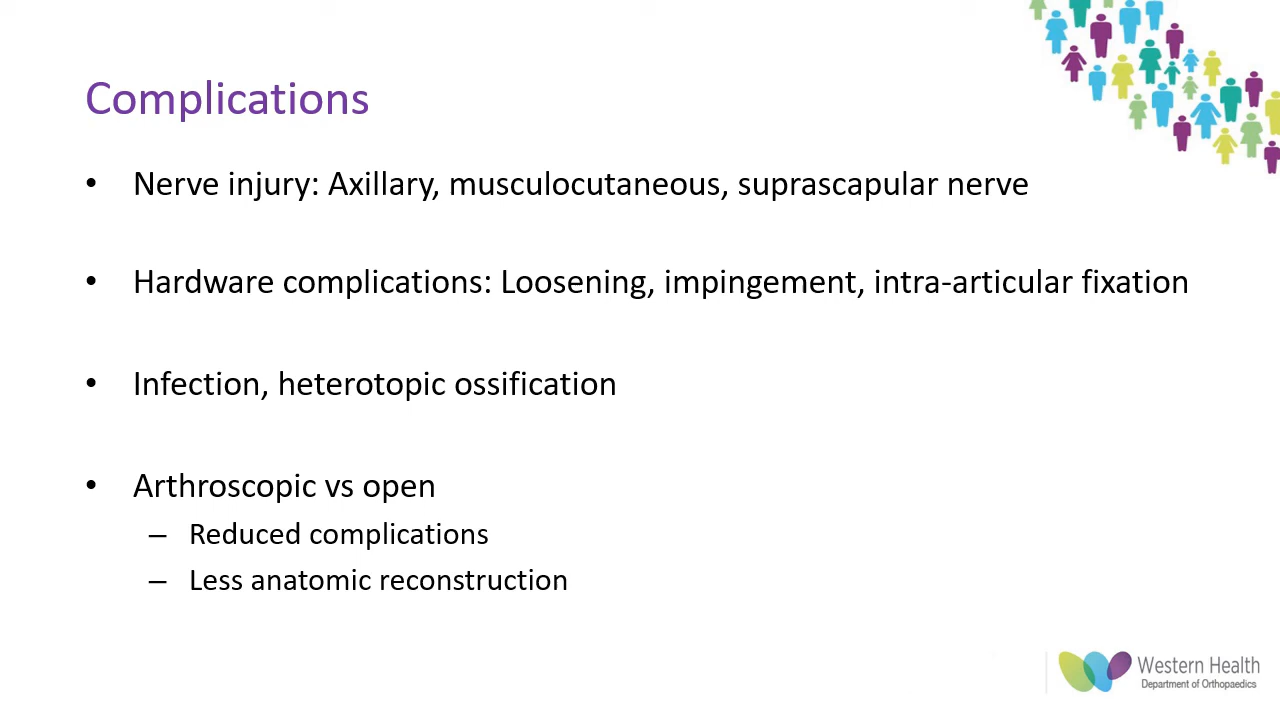 Complications
• Nerve injury: Axillary, musculocutaneous, suprascapular nerve
• Hardware complications: Loosening, impingement, intra-articular fixation
• Infection, heterotopic ossification
• Arthroscopic vs open
– Reduced complications
– Less anatomic reconstruction
Western Health
Department of Orthopaedics